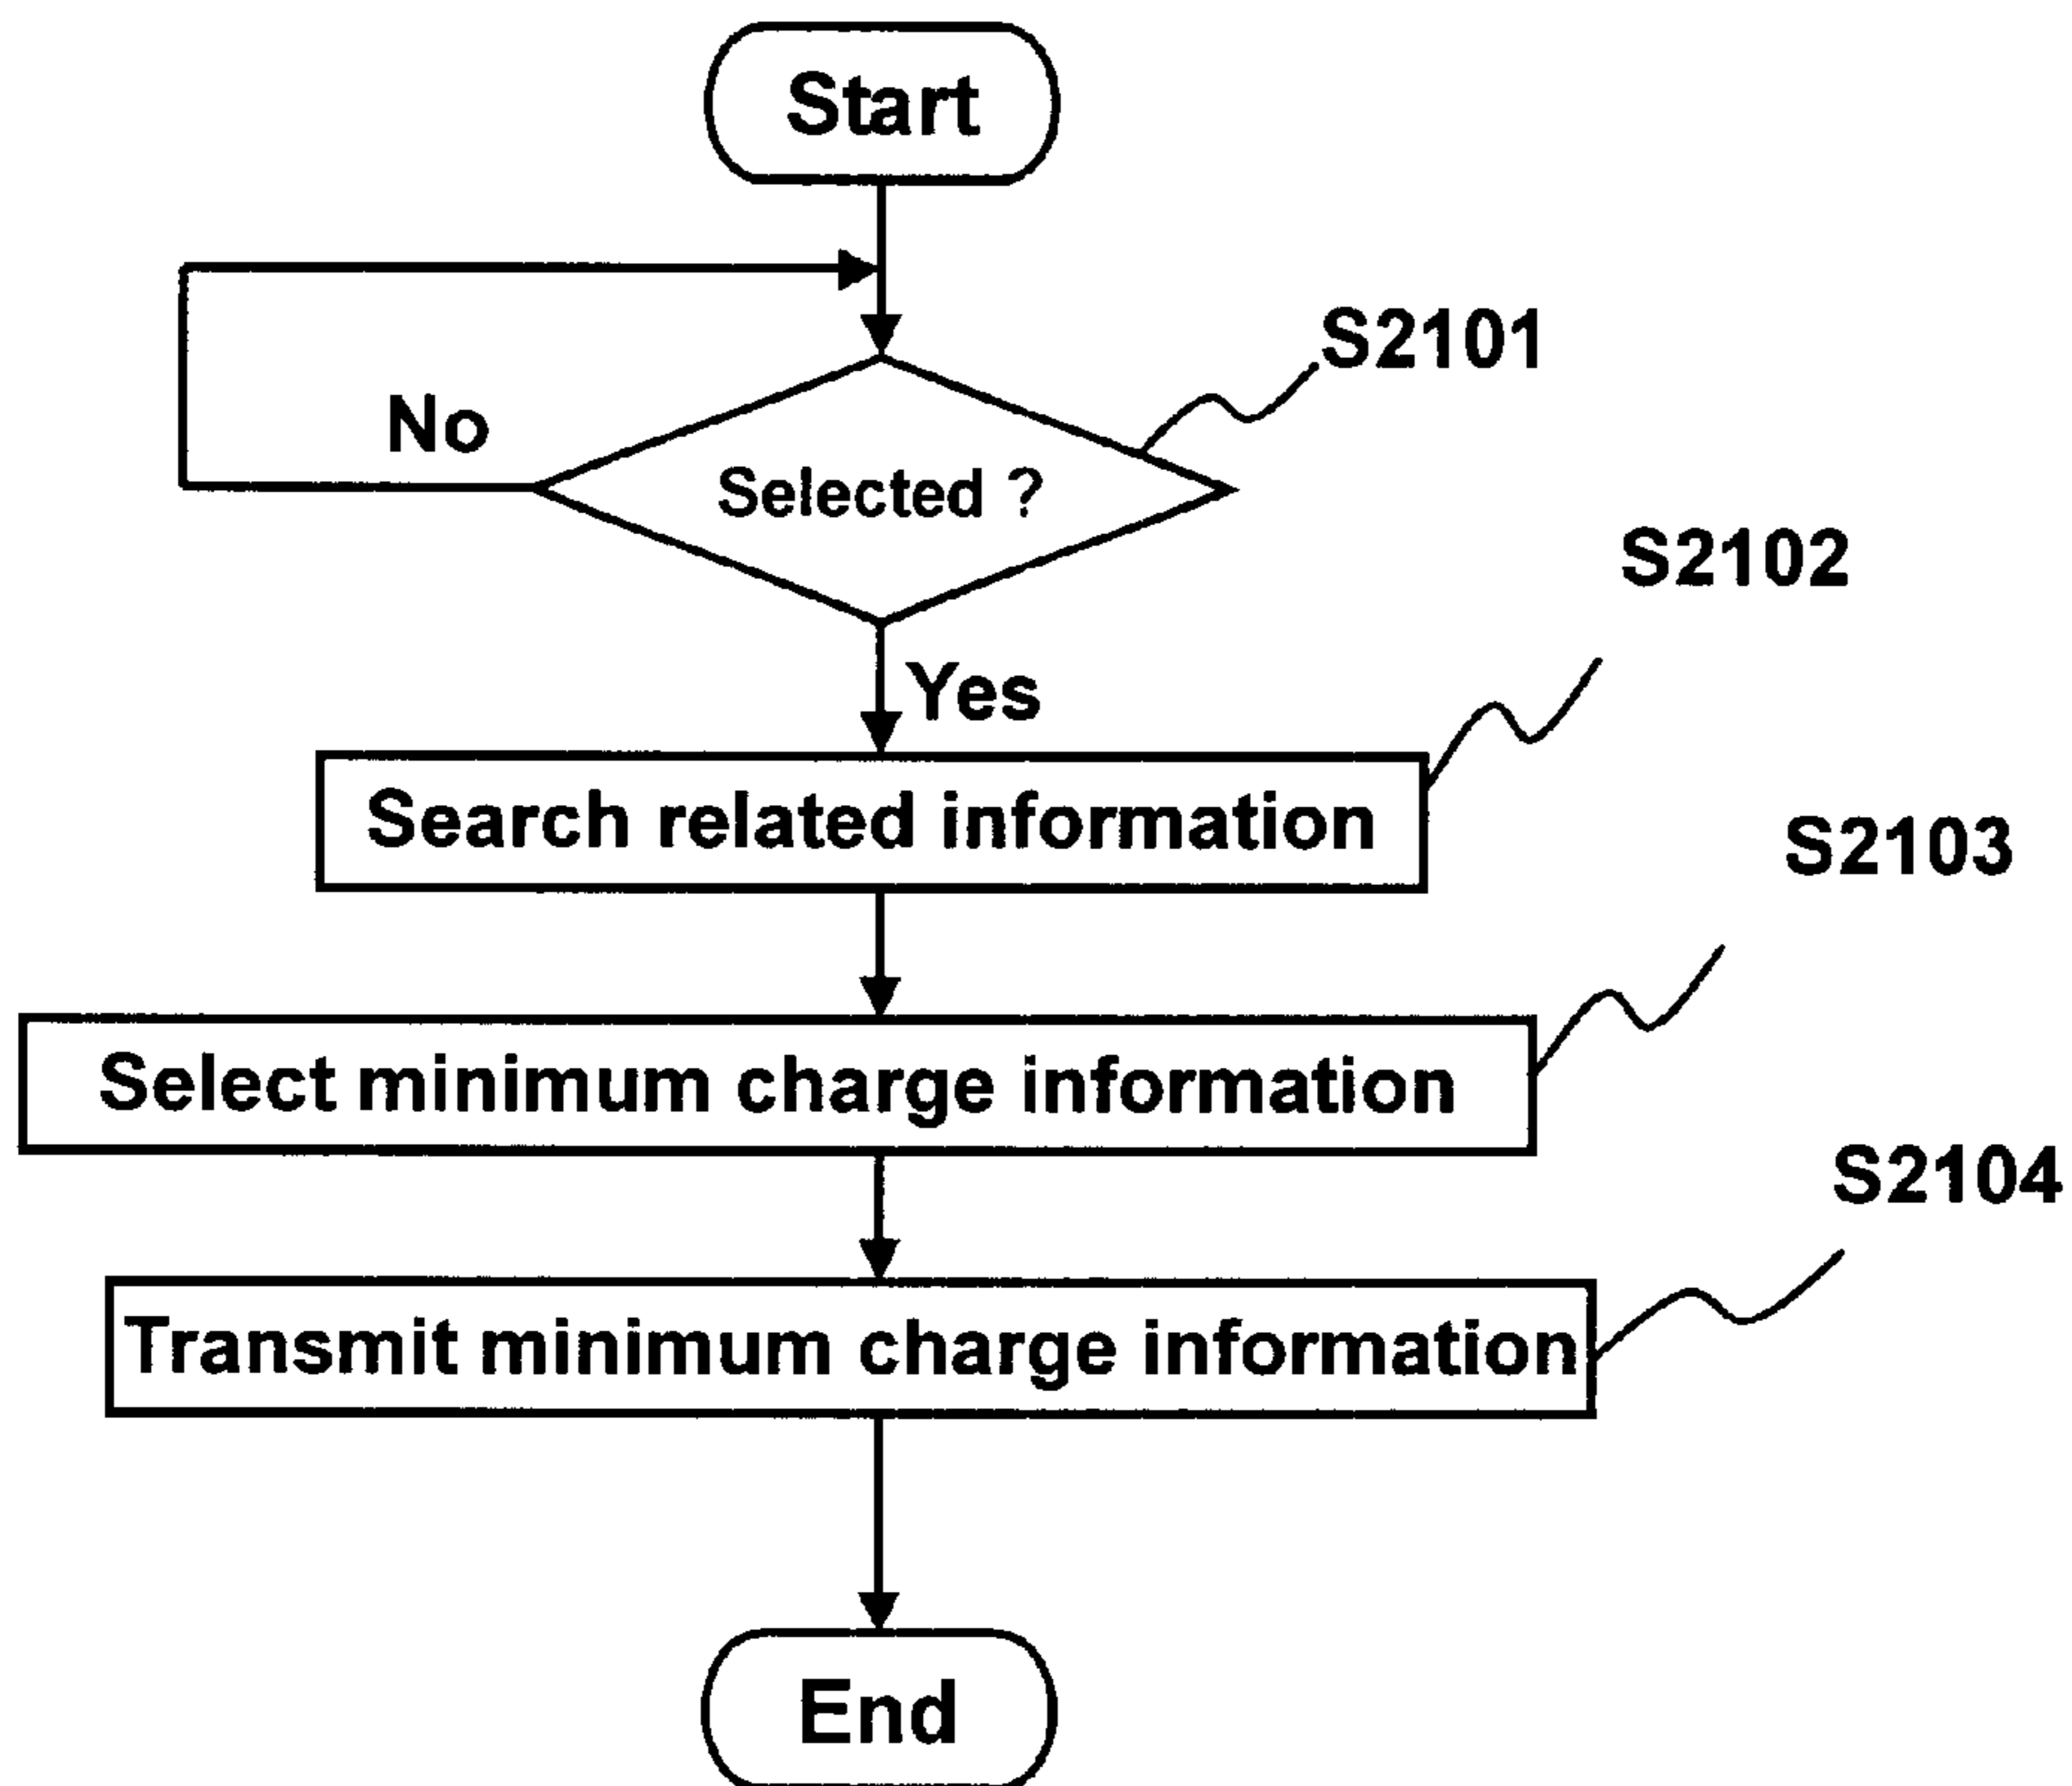 Start
S2101
No
Selected ?
S2102
Yes
Search related information
S2103
Select minimum charge information
S2104
Transmit minimum charge information
End